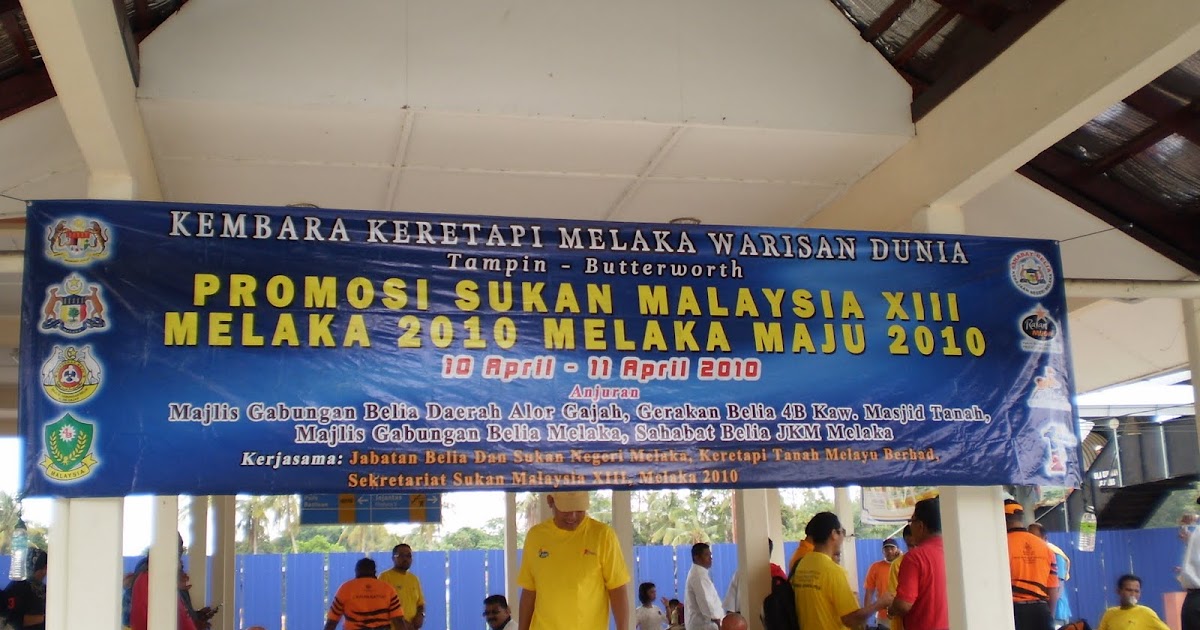 KEMBARA KERETAPI MELAKA WARISAN DUNIA
Tampin - Butterworth
PROMOSI SUKAN MALAYSIA XIII
MELAKA 2010 MELAKA MAJU 2010
10 April - 11 April 2010
Anjuran
Majlis Gabungan Belia Daerah Alor Gajah, Gerakan Belia 4B Kaw. Masjid Tanah,
Majlis Gabungan Belia Melaka, Sahabat Belia JKM Melaka
Kerjasama: Jabatan Belia Dan Sukan Negeri Melaka, Keretapi Tanah Melayu Berhad,
Sekretariat Sukan Malaysia XIII, Melaka 2010
MALAYSIA
Rakan